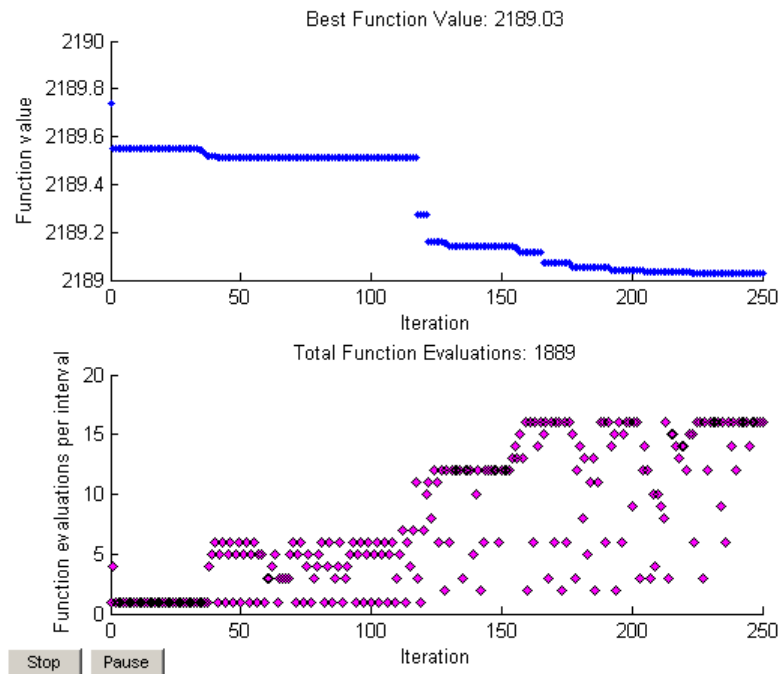 Best Function Value: 2189.03
2190
2189.8
2189.6
2189.4
2189.2
2189
Function value
0 50 100 150 200 250
Iteration
Total Function Evaluations: 1889
20
15
10
5
0
Function evaluations per interval
0 50 100 150 200 250
Iteration
Stop Pause